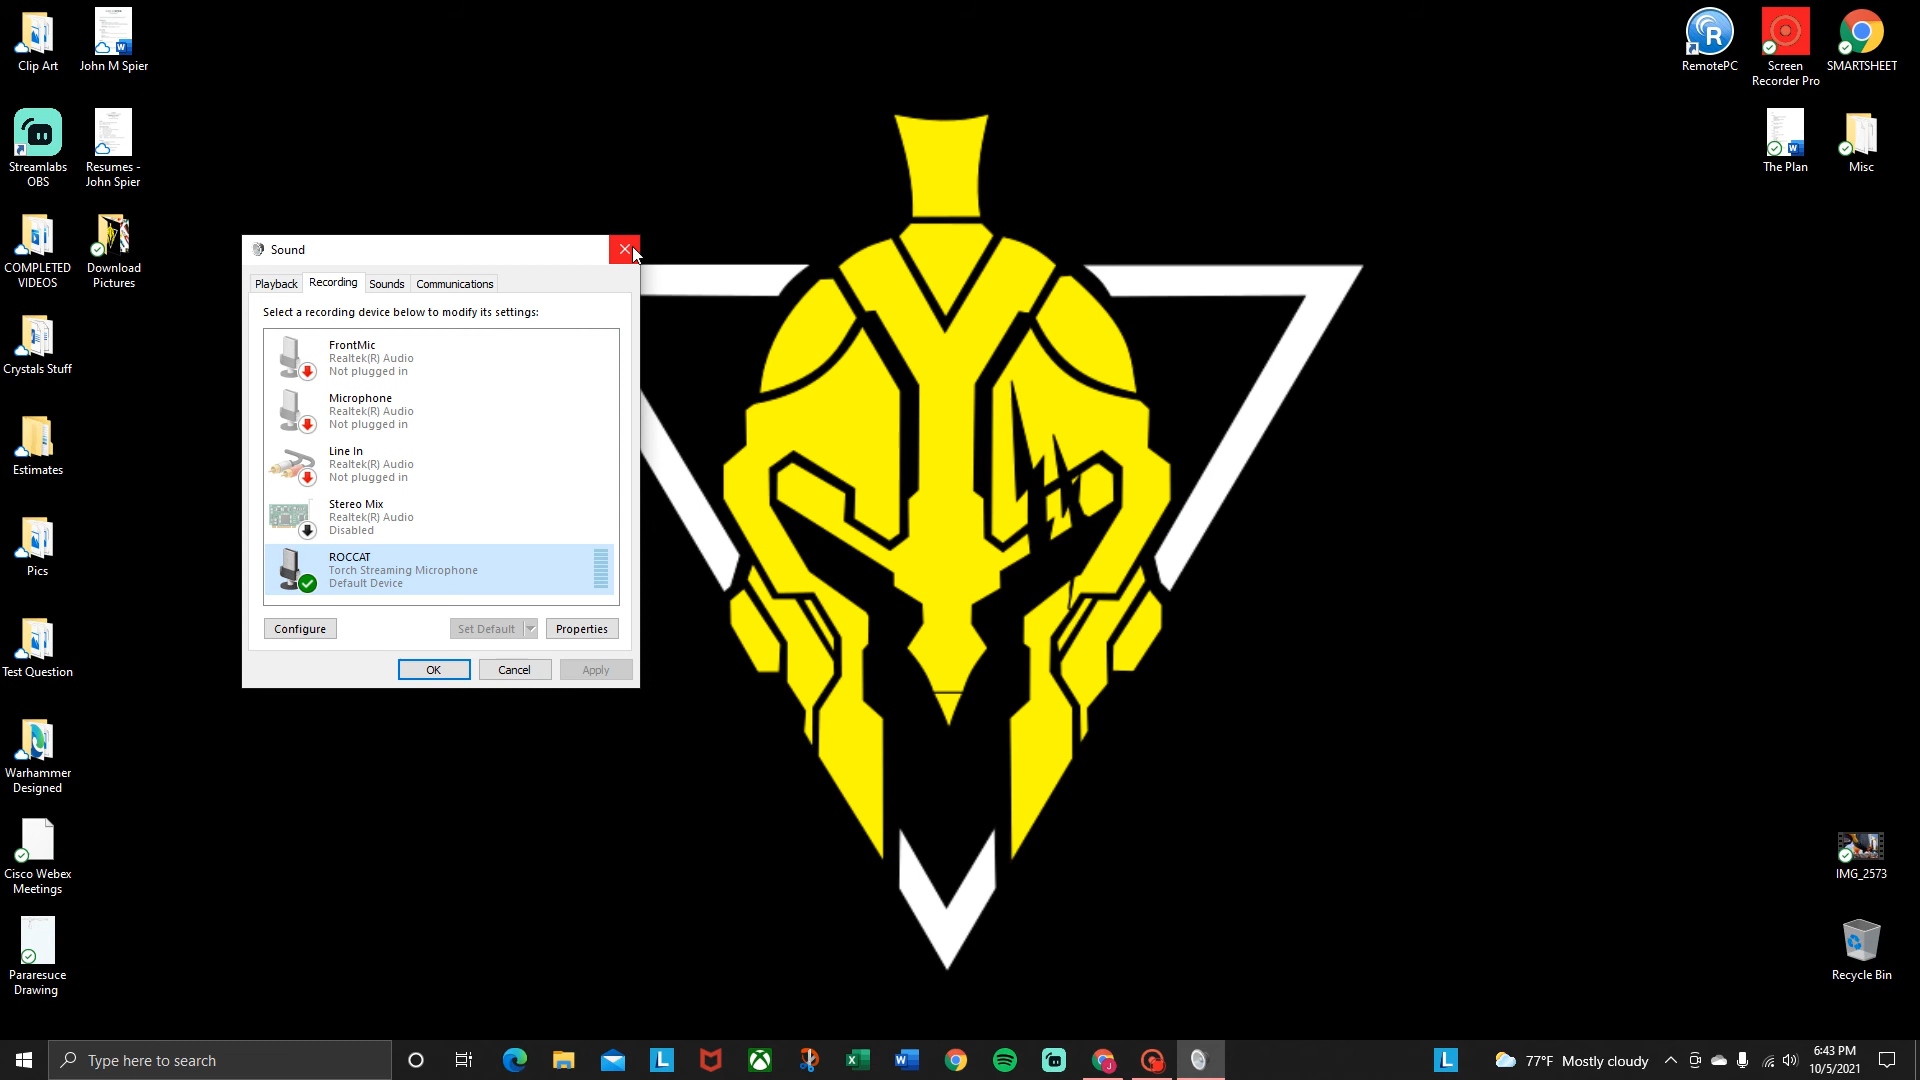 Clip Art
John M Spier
Streamlabs
OBS
Resumes -
John Spier
COMPLETED
VIDEOS
Download
Pictures
Crystals Stuff
Estimates
Pics
Test Question
Warhammer
Designed
Cisco Webex
Meetings
Pararesuce
Drawing
RemotePC
Screen
Recorder Pro
SMARTSHEET
The Plan
Misc
IMG_2573
Recycle Bin
Sound
Playback
Recording
Sounds
Communications
Select a recording device below to modify its settings:
FrontMic
Realtek(R) Audio
Not plugged in
Microphone
Realtek(R) Audio
Not plugged in
Line In
Realtek(R) Audio
Not plugged in
Stereo Mix
Realtek(R) Audio
Disabled
ROCCAT
Torch Streaming Microphone
Default Device
Configure
Set Default
Properties
OK
Cancel
Apply
Type here to search
77°F Mostly cloudy
6:43 PM
10/5/2021